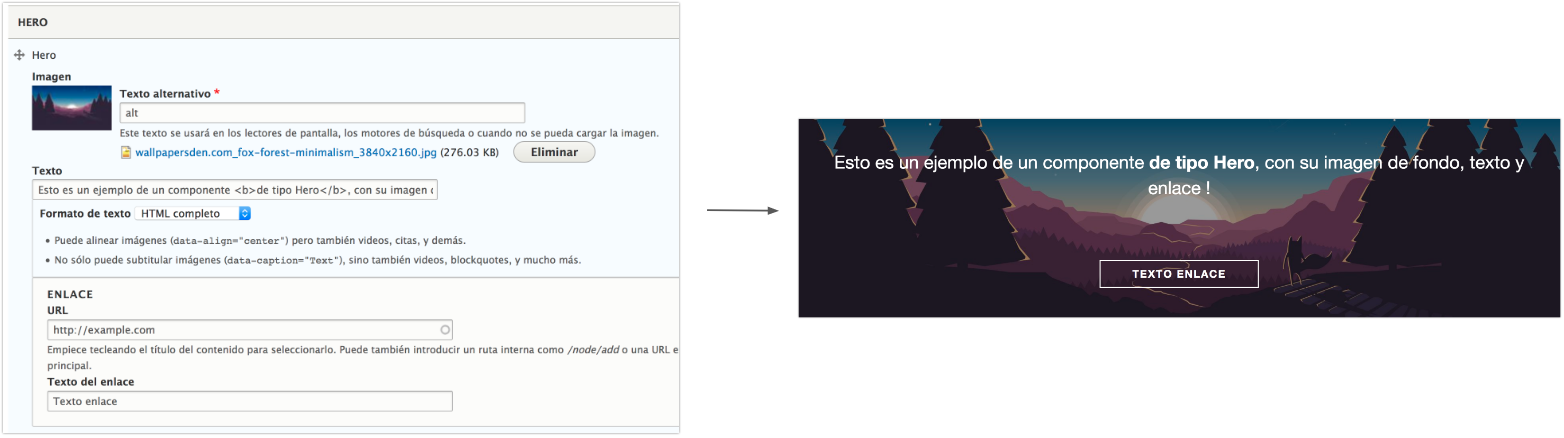 HERO
Hero
Imagen
Texto alternativo *
alt
Este texto se usará en los lectores de pantalla, los motores de búsqueda o cuando no se pueda cargar la imagen.
wallpapersden.com_fox-forest-minimalism_3840x2160.jpg (276.03 KB)
Eliminar
Texto
Esto es un ejemplo de un componente <b>de tipo Hero</b>, con su imagen
Formato de texto HTML completo
• Puede alinear imágenes (data-align="center") pero también videos, citas, y demás.
• No sólo puede subtitular imágenes (data-caption="Text"), sino también videos, blockquotes, y mucho más.
ENLACE
URL
http://example.com
Empiece tecleando el título del contenido para seleccionarlo. Puede también introducir un ruta interna como /node/add o una URL e
principal.
Texto del enlace
Texto enlace
Esto es un ejemplo de un componente de tipo Hero, con su imagen de fondo, texto y
enlace !
TEXTO ENLACE